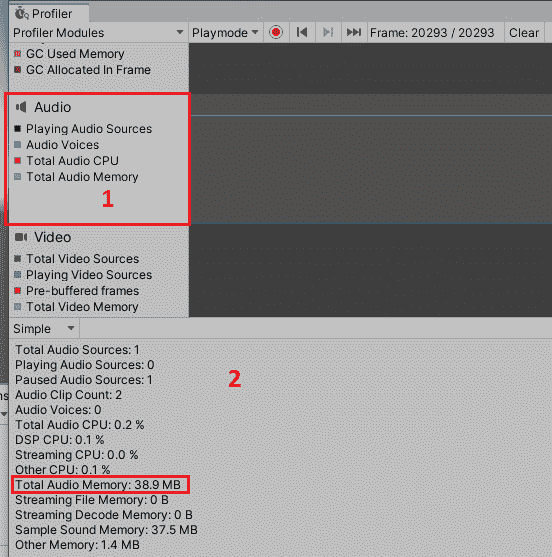 Profiler
Profiler Modules Playmode Frame: 20293 / 20293 Clear
GC Used Memory
GC Allocated In Frame
Audio
Playing Audio Sources
Audio Voices
Total Audio CPU
Total Audio Memory
1
Video
Total Video Sources
Playing Video Sources
Pre-buffered frames
Total Video Memory
Simple
Total Audio Sources: 1
Playing Audio Sources: 0
Paused Audio Sources: 1
2
Audio Clip Count: 2
Audio Voices: 0
Total Audio CPU: 0.2 %
DSP CPU: 0.1 %
Streaming CPU: 0.0 %
Other CPU: 0.1 %
Total Audio Memory: 38.9 MB
Streaming File Memory: 0 B
Streaming Decode Memory: 0 B
Sample Sound Memory: 37.5 MB
Other Memory: 1.4 MB